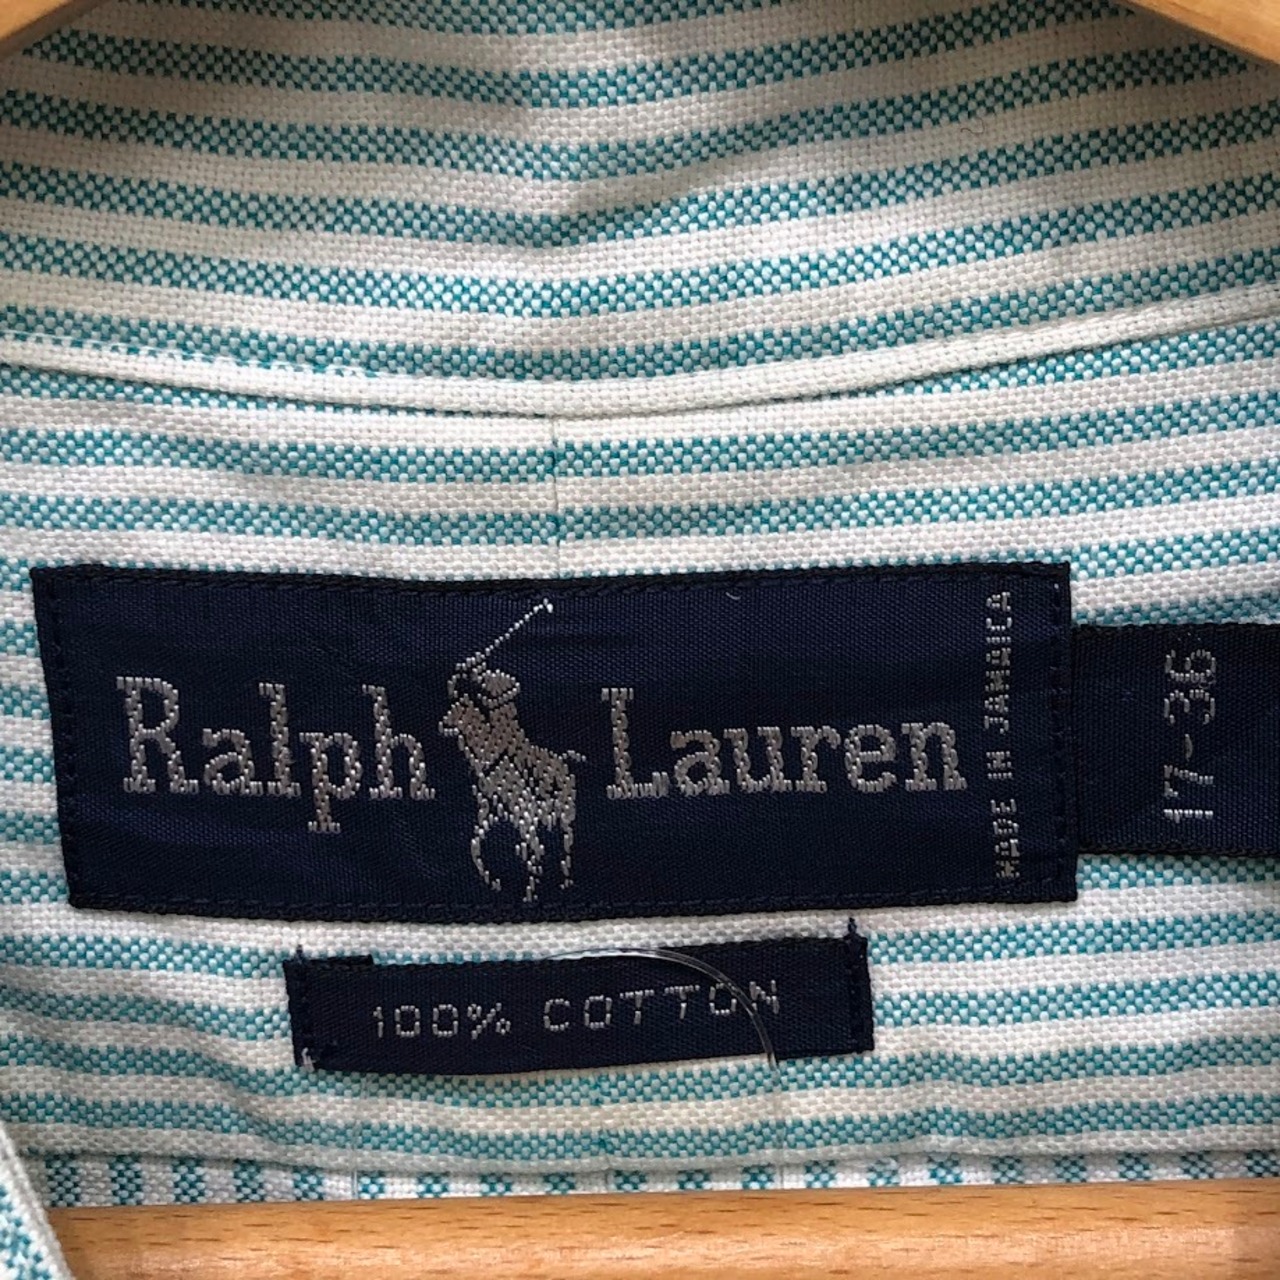 Ralph Lauren
MADE IN JAMAICA
17-36
100% COTTON